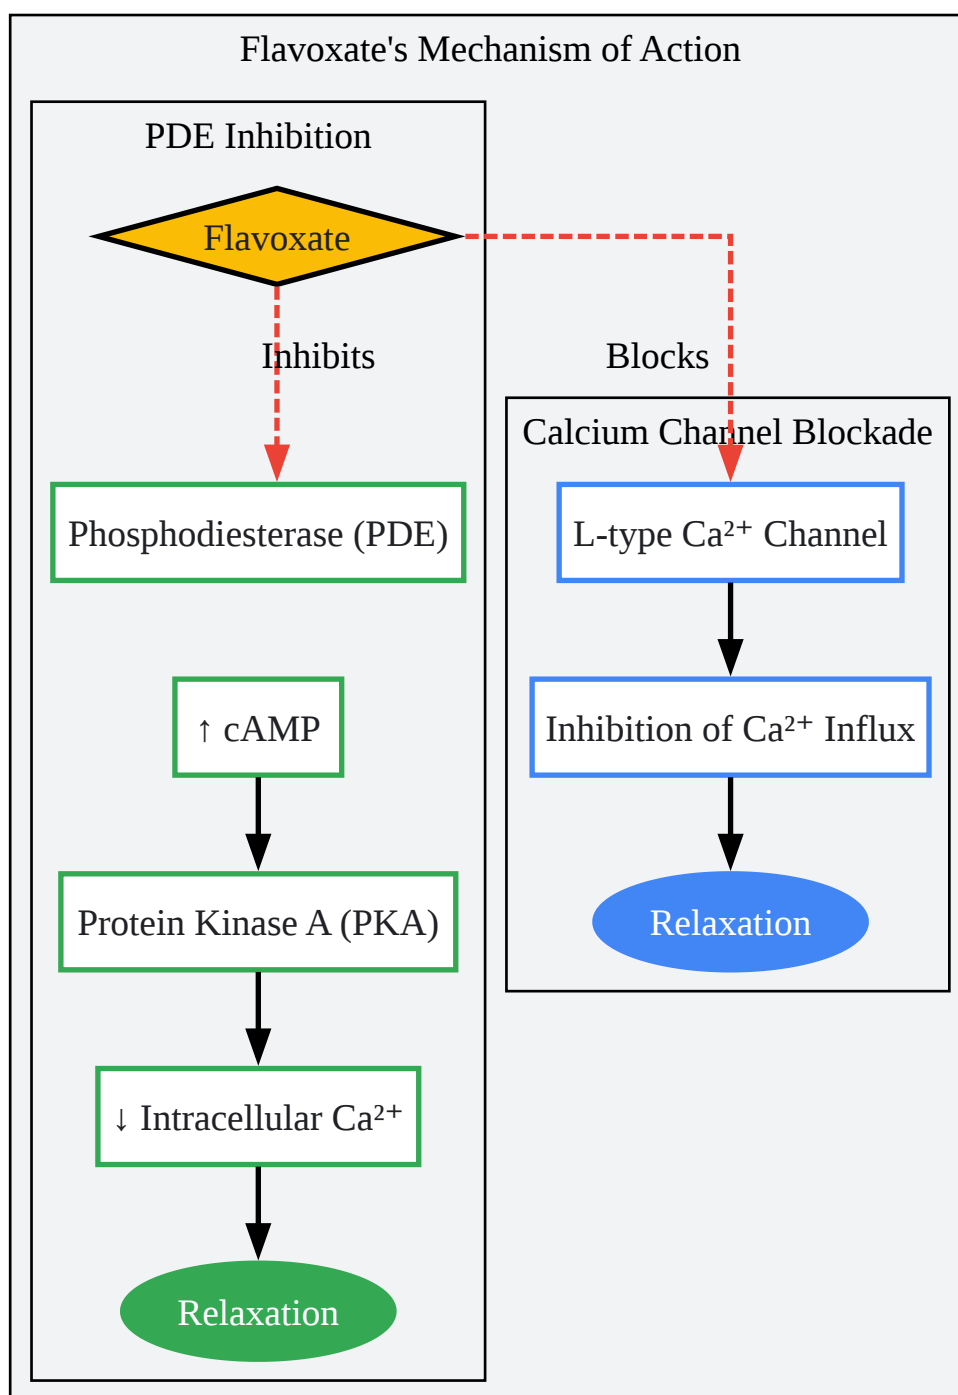 Flavoxate's Mechanism of Action
PDE Inhibition
Flavoxate
Inhibits
Blocks
Calcium Channel Blockade
Phosphodiesterase (PDE)
L-type Ca²⁺ Channel
↑ cAMP
Inhibition of Ca²⁺ Influx
Protein Kinase A (PKA)
Relaxation
↓ Intracellular Ca²⁺
Relaxation